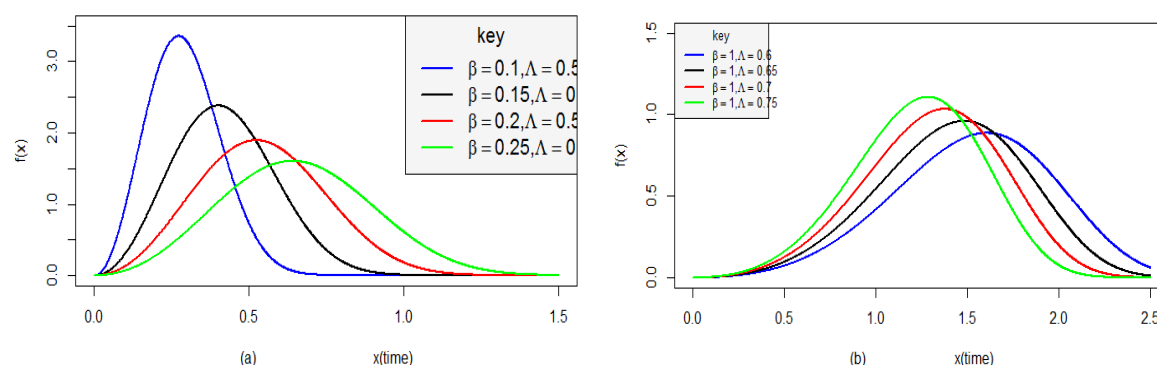 key
β = 0.1,Λ = 0.5
β = 0.15,Λ = 0
β = 0.2,Λ = 0.5
β = 0.25,Λ = 0
f(x)
0.0 1.0 2.0 3.0
0.0 0.5 1.0 1.5
(a) x(time)
key
β = 1,Λ = 0.6
β = 1,Λ = 0.65
β = 1,Λ = 0.7
β = 1,Λ = 0.75
f(x)
0.0 0.5 1.0 1.5
0.0 0.5 1.0 1.5 2.0 2.5
(b) x(time)